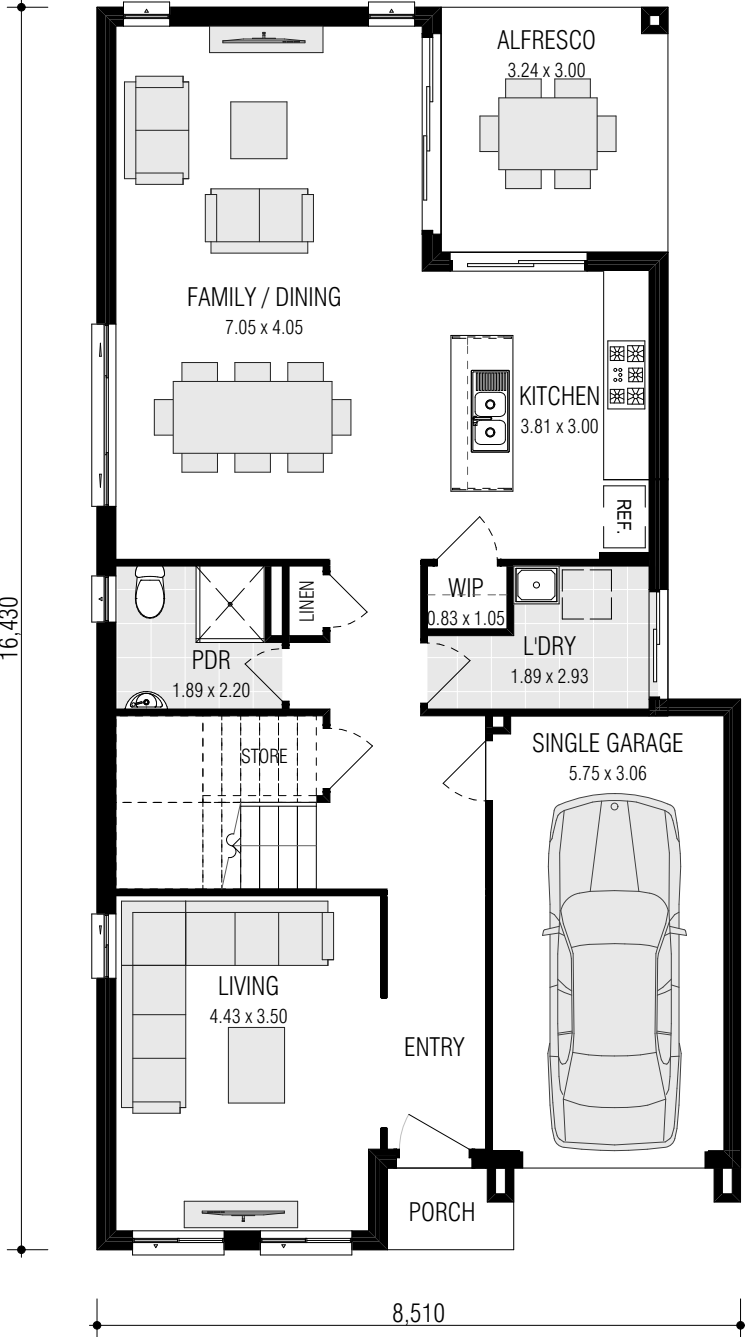 ALFRESCO
3.24 x 3.00
FAMILY / DINING
7.05 x 4.05
KITCHEN
3.81 x 3.00
REF.
LINEN
WIP
0.83 x 1.05
PDR
1.89 x 2.20
L'DRY
1.89 x 2.93
16,430
STORE
SINGLE GARAGE
5.75 x 3.06
LIVING
4.43 x 3.50
ENTRY
PORCH
8,510